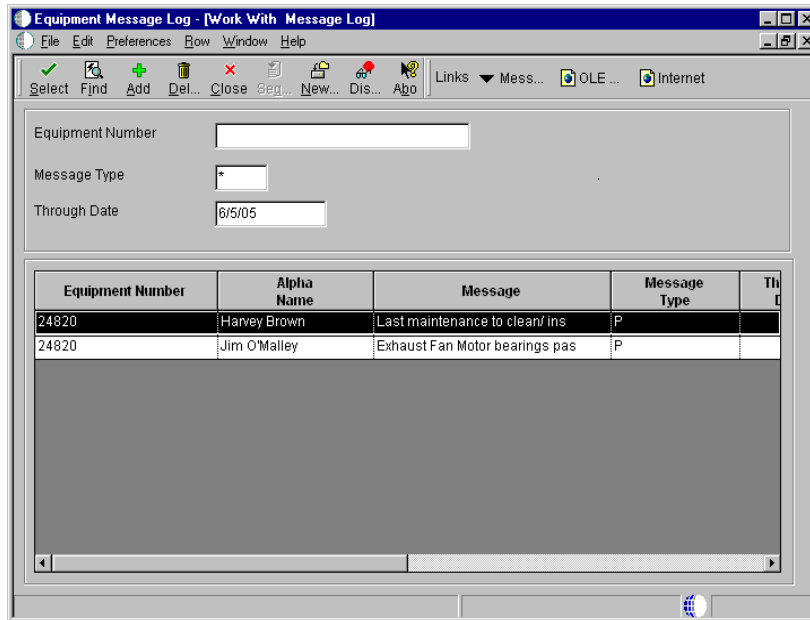 Equipment Message Log - [Work With Message Log]
File Edit Preferences Row Window Help
Select Find Add Del... Close Seq... New... Dis... Abo Links Mess... OLE ... Internet
Equipment Number
Message Type *
Through Date 6/5/05
Equipment Number Alpha Name Message Message Type Th
24820 Harvey Brown Last maintenance to clean/ ins P
24820 Jim O'Malley Exhaust Fan Motor bearings pas P